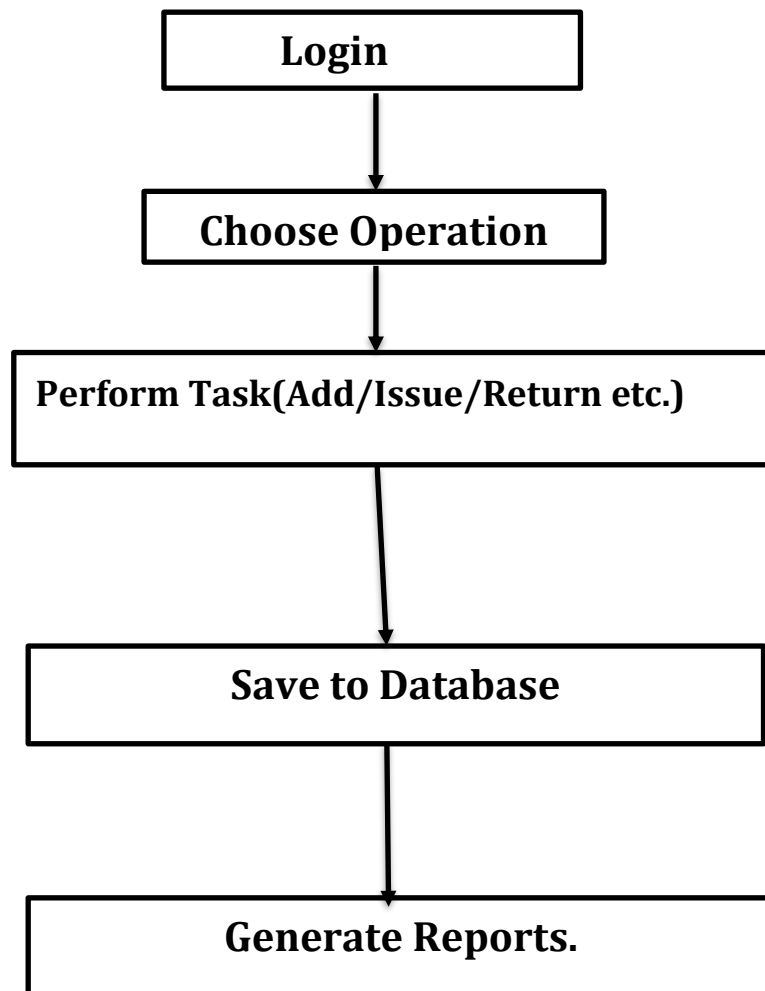 Login
Choose Operation
Perform Task(Add/Issue/Return etc.)
Save to Database
Generate Reports.